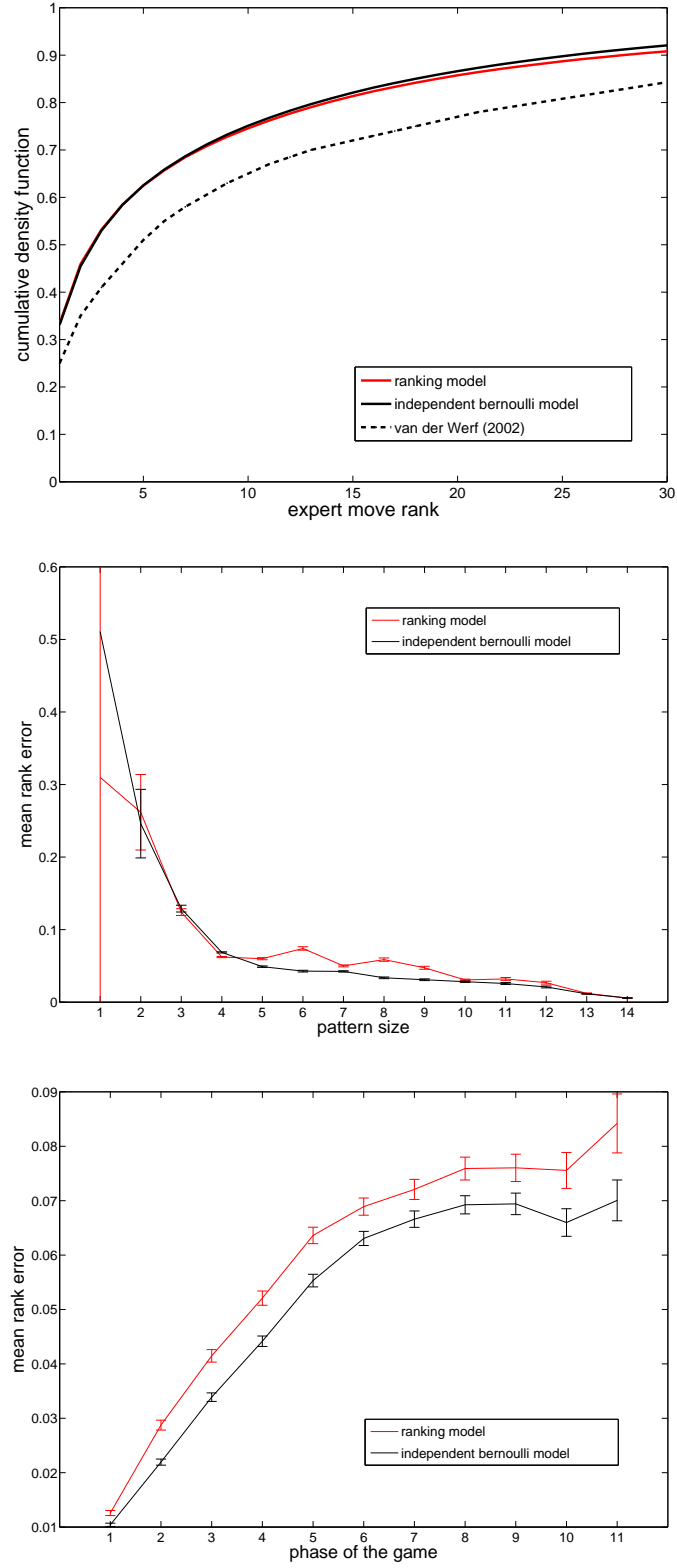 1
0.9
0.8
0.7
0.6
0.5
0.4
0.3
0.2
0.1
0
cumulative density function
ranking model
independent bernoulli model
van der Werf (2002)
5 10 15 20 25 30
expert move rank
0.6
0.5
0.4
0.3
0.2
0.1
0
mean rank error
ranking model
independent bernoulli model
1 2 3 4 5 6 7 8 9 10 11 12 13 14
pattern size
0.09
0.08
0.07
0.06
0.05
0.04
0.03
0.02
0.01
mean rank error
ranking model
independent bernoulli model
1 2 3 4 5 6 7 8 9 10 11
phase of the game